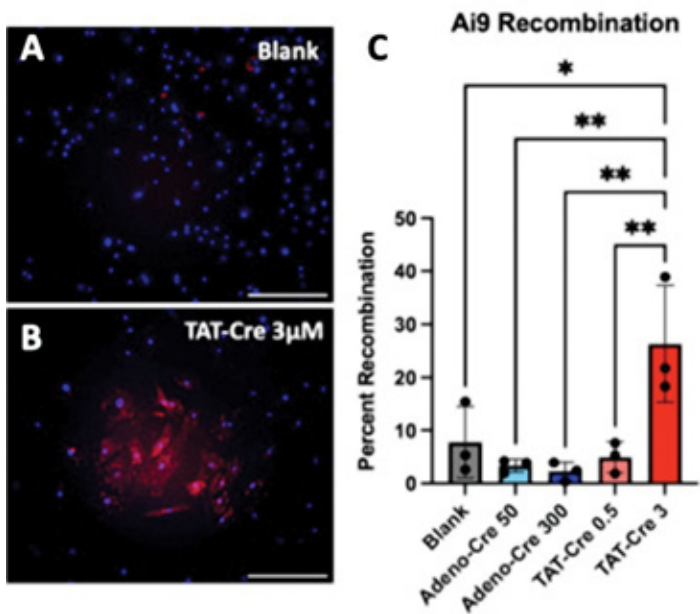 A
Blank
B
TAT-Cre 3µM
C
Ai9 Recombination
*
**
**
**
Percent Recombination
50
40
30
20
10
0
Blank
Adeno-Cre 50
Adeno-Cre 300
TAT-Cre 0.5
TAT-Cre 3